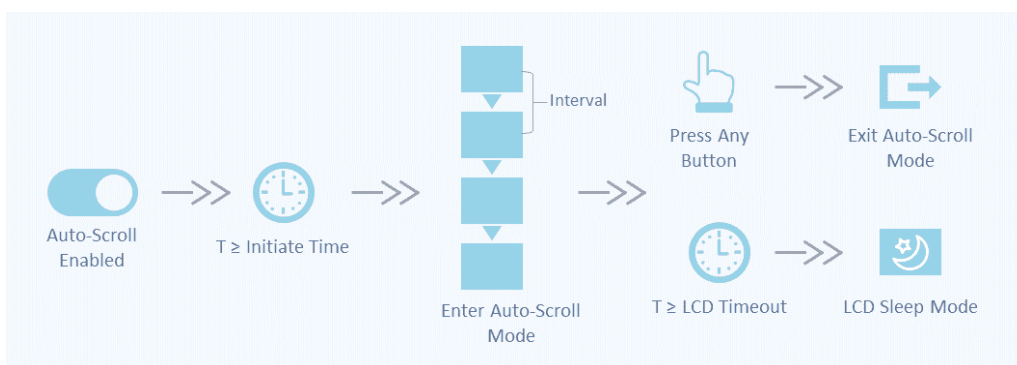 Auto-Scroll
Enabled
T ≥ Initiate Time
Interval
Enter Auto-Scroll
Mode
Press Any
Button
Exit Auto-Scroll
Mode
T ≥ LCD Timeout
LCD Sleep Mode